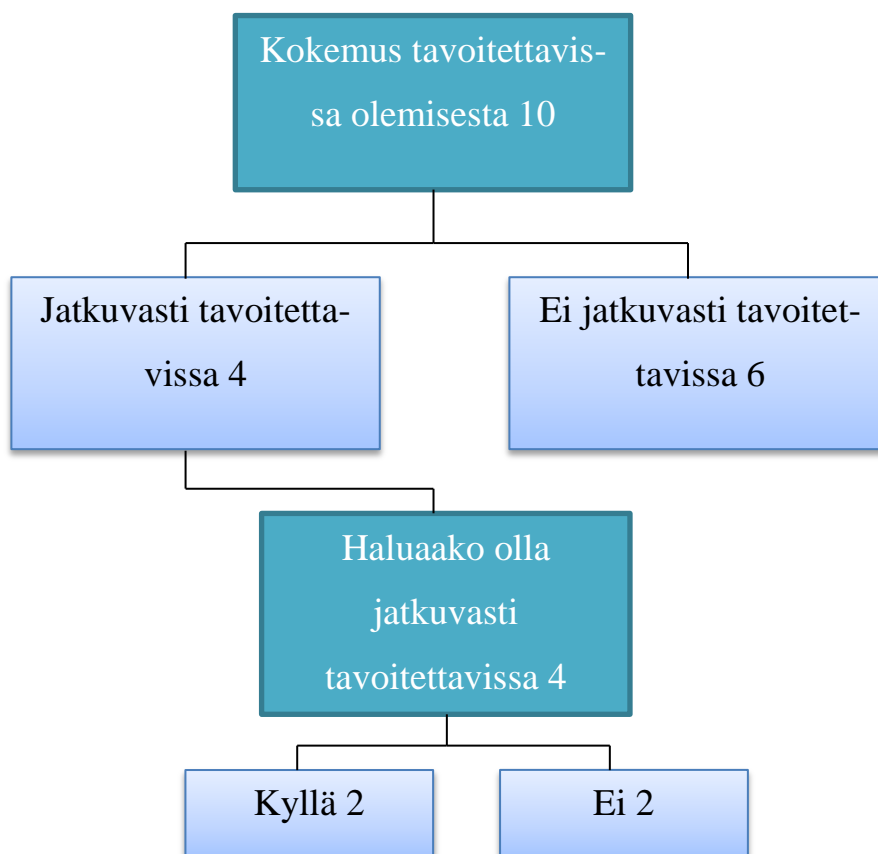 Kokemus tavoitettavis-
sa olemisesta 10
Jatkuvasti tavoitetta-
vissa 4
Ei jatkuvasti tavoitet-
tavissa 6
Haluaako olla
jatkuvasti
tavoitettavissa 4
Kyllä 2
Ei 2